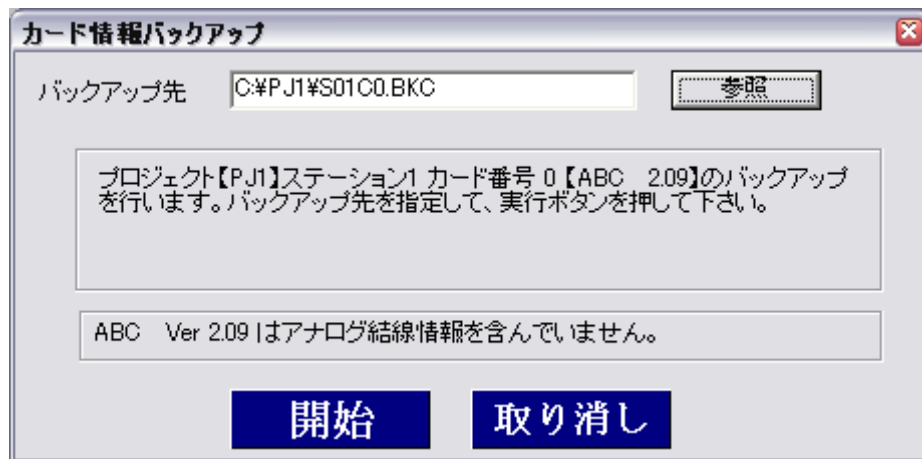 カード情報バックアップ
バックアップ先 C:¥PJ1¥S01C0.BKC 参照
プロジェクト【PJ1】ステーション1 カード番号 0 【ABC　2.09】のバックアップ
を行います。バックアップ先を指定して、実行ボタンを押して下さい。
ABC　Ver 2.09 はアナログ結線情報を含んでいません。
開始 取り消し